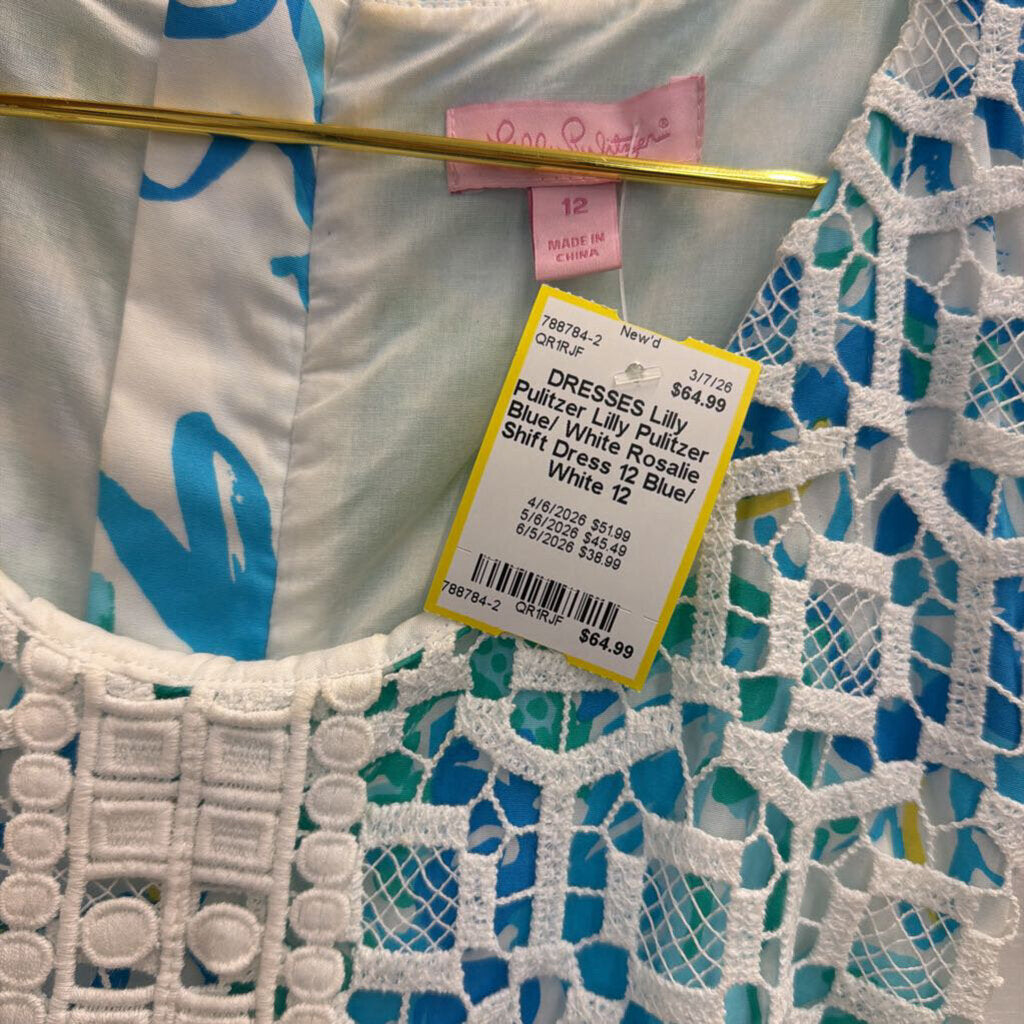 Lilly Pulitzer®
12
MADE IN
CHINA
788784-2 New'd
QR1RJF 3/7/26
$64.99
DRESSES Lilly
Pulitzer Lilly Pulitzer
Blue/ White Rosalie
Shift Dress 12 Blue/
White 12
4/6/2026 $51.99
5/6/2026 $45.49
6/5/2026 $38.99
788784-2 QR1RJF
$64.99